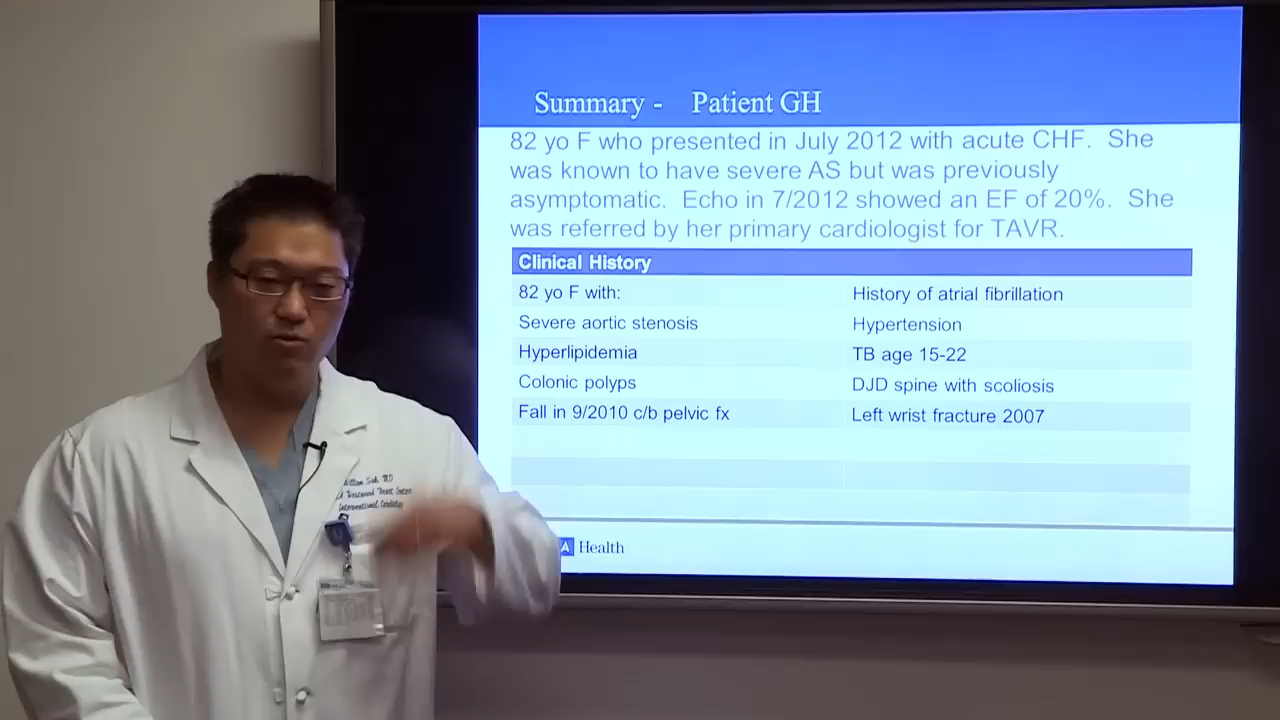 Summary - Patient GH
82 yo F who presented in July 2012 with acute CHF. She
was known to have severe AS but was previously
asymptomatic. Echo in 7/2012 showed an EF of 20%. She
was referred by her primary cardiologist for TAVR.
Clinical History
82 yo F with: History of atrial fibrillation
Severe aortic stenosis Hypertension
Hyperlipidemia TB age 15-22
Colonic polyps DJD spine with scoliosis
Fall in 9/2010 c/b pelvic fx Left wrist fracture 2007
A Health
MD
Interventional Cardiology